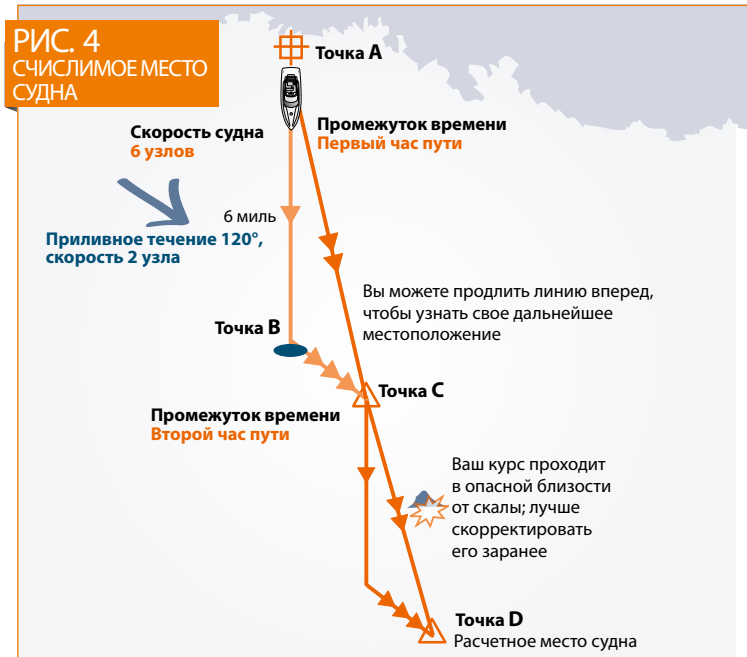 РИС. 4
СЧИСЛИМОЕ МЕСТО
СУДНА
Точка A
Скорость судна
6 узлов
Промежуток времени
Первый час пути
6 миль
Приливное течение 120°,
скорость 2 узла
Вы можете продлить линию вперед,
чтобы узнать свое дальнейшее
местоположение
Точка B
Точка C
Промежуток времени
Второй час пути
Ваш курс проходит
в опасной близости
от скалы; лучше
скорректировать
его заранее
Точка D
Расчетное место судна